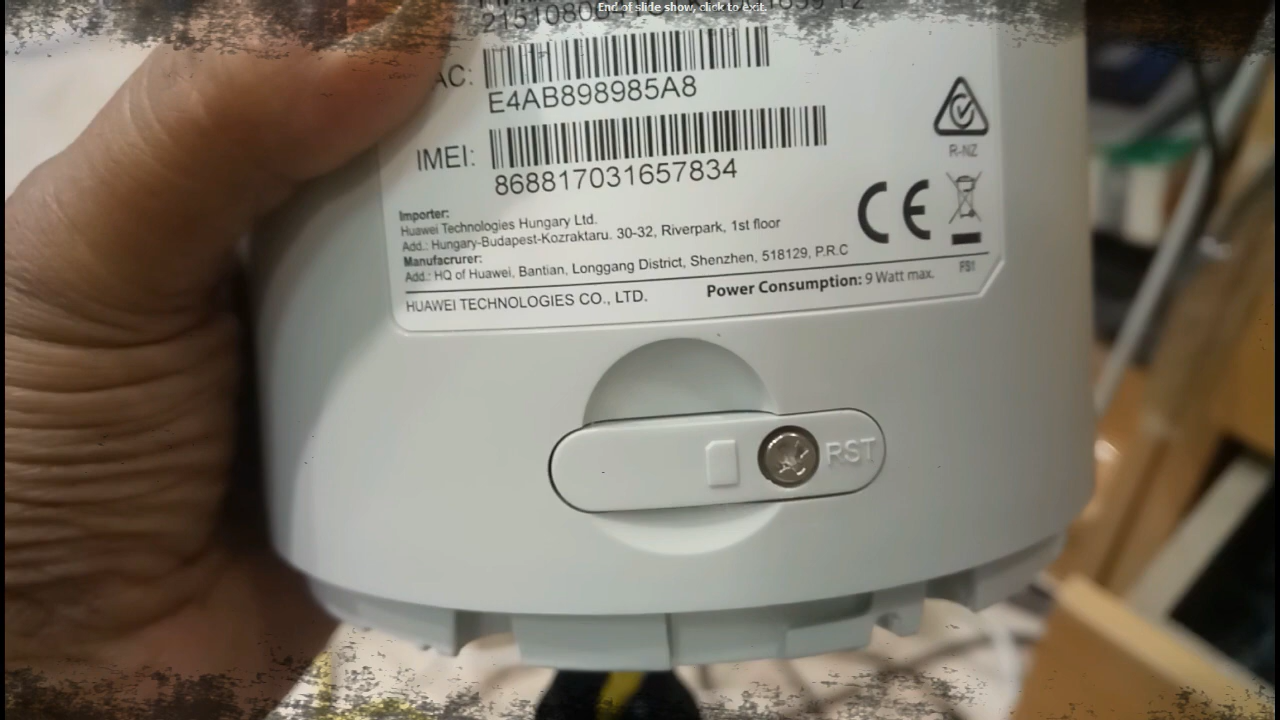 End of slide show, click to exit.
AC:
E4AB898985A8
IMEI:
868817031657834
R-NZ
Importer:
Huawei Technologies Hungary Ltd.
Add.: Hungary-Budapest-Kozraktaru. 30-32, Riverpark, 1st floor
Manufacrurer:
Add.: HQ of Huawei, Bantian, Longgang District, Shenzhen, 518129, P.R.C
CE
FS1
HUAWEI TECHNOLOGIES CO., LTD.
Power Consumption: 9 Watt max.
RST